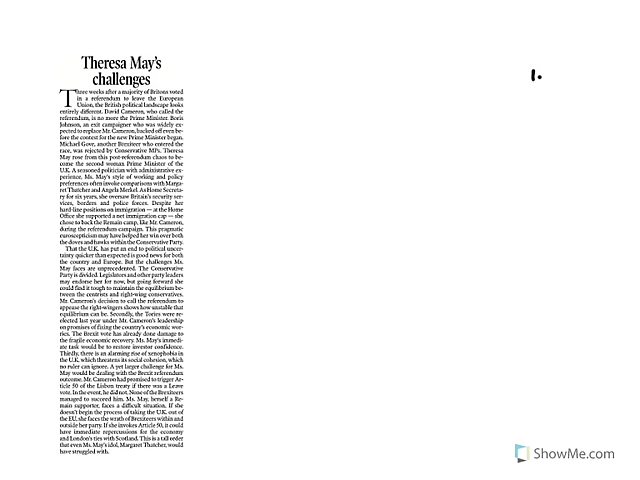 Theresa May's
challenges
Three weeks after a majority of Britons voted
in a referendum to leave the European
Union, the British political landscape looks
entirely different. David Cameron, who called the
referendum, is no more the Prime Minister. Boris
Johnson, an exit campaigner who was widely ex-
pected to replace Mr. Cameron, backed off even be-
fore the contest for the new Prime Minister began.
Michael Gove, another Brexiteer who entered the
race, was rejected by Conservative MPs. Theresa
May rose from this post-referendum chaos to be-
come the second woman Prime Minister of the
U.K. A seasoned politician with administrative ex-
perience, Ms. May's style of working and policy
preferences often invoke comparisons with Marga-
ret Thatcher and Angela Merkel. As Home Secreta-
ry for six years, she oversaw Britain's security ser-
vices, borders and police forces. Despite her
hard-line positions on immigration — at the Home
Office she supported a net immigration cap — she
chose to back the Remain camp, like Mr. Cameron,
during the referendum campaign. This pragmatic
euroscepticism may have helped her win over both
the doves and hawks within the Conservative Party.
That the U.K. has put an end to political uncer-
tainty quicker than expected is good news for both
the country and Europe. But the challenges Ms.
May faces are unprecedented. The Conservative
Party is divided. Legislators and other party leaders
may endorse her for now, but going forward she
could find it tough to maintain the equilibrium be-
tween the centrists and right-wing conservatives.
Mr. Cameron's decision to call the referendum to
appease the right-wingers shows how unstable that
equilibrium can be. Secondly, the Tories were re-
elected last year under Mr. Cameron's leadership
on promises of fixing the country's economic wor-
ries. The Brexit vote has already done damage to
the fragile economic recovery. Ms. May's immedi-
ate task would be to restore investor confidence.
Thirdly, there is an alarming rise of xenophobia in
the U.K. which threatens its social cohesion, which
no ruler can ignore. A yet larger challenge for Ms.
May would be dealing with the Brexit referendum
outcome. Mr. Cameron had promised to trigger Ar-
ticle 50 of the Lisbon treaty if there was a Leave
vote. In the event, he did not. None of the Brexiteers
managed to succeed him. Ms. May, herself a Re-
main supporter, faces a difficult situation. If she
doesn't begin the process of taking the U.K. out of
the EU, she faces the wrath of Brexiteers within and
outside her party. If she invokes Article 50, it could
have immediate repercussions for the economy
and London's ties with Scotland. This is a tall order
that even Ms. May's idol, Margaret Thatcher, would
have struggled with.
1.
ShowMe.com